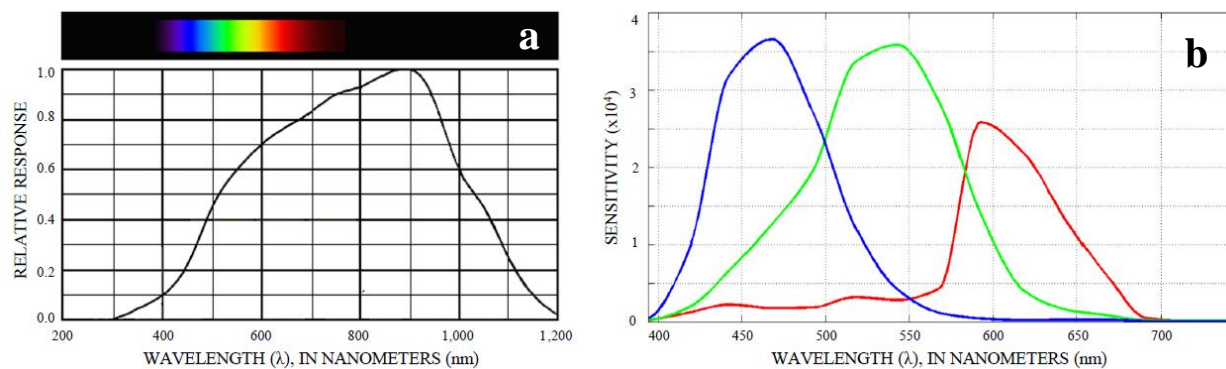 a
RELATIVE RESPONSE
1.0
0.8
0.6
0.4
0.2
0.0
200 400 600 800 1,000 1,200
WAVELENGTH (λ), IN NANOMETERS (nm)
b
SENSITIVITY (x10⁴)
4
3
2
1
0
400 450 500 550 600 650 700
WAVELENGTH (λ), IN NANOMETERS (nm)